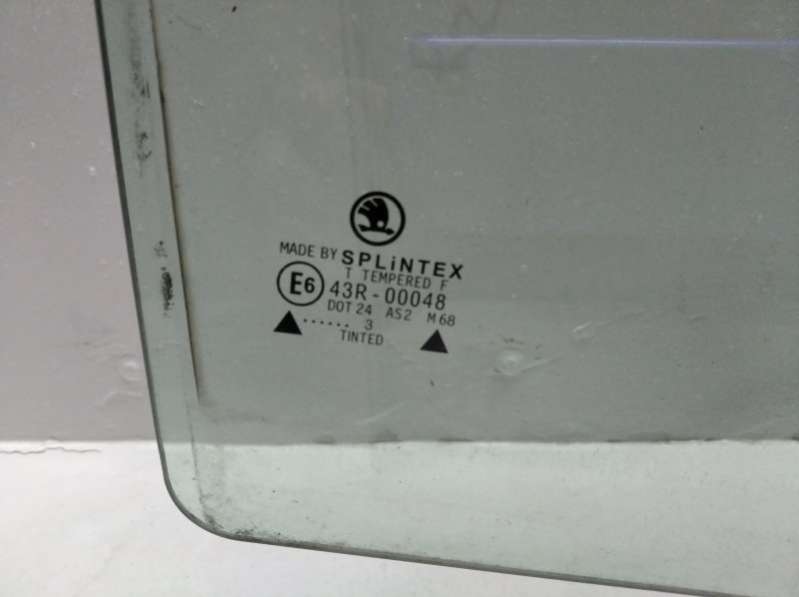 MADE BY SPLiNTEX
T TEMPERED F
E6 43R-00048
DOT 24 AS2 M68
...... 3
TINTED